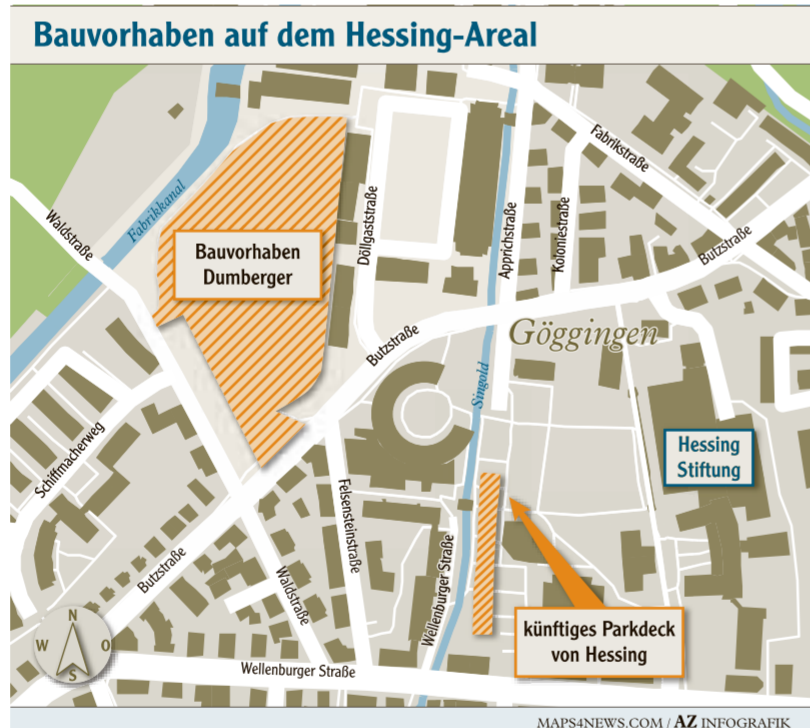 Bauvorhaben auf dem Hessing-Areal
Fabrikkanal
Waldstraße
Bauvorhaben
Dumberger
Döllgaststraße
Apprichstraße
Koloniestraße
Fabrikstraße
Butzstraße
Butzstraße
Göggingen
Singold
Schiffmacherweg
Hessing
Stiftung
Felsensteinstraße
Butzstraße
Waldstraße
Wellenburger Straße
künftiges Parkdeck
von Hessing
N
W
O
S
Wellenburger Straße
MAPS4NEWS.COM / AZ INFOGRAFIK